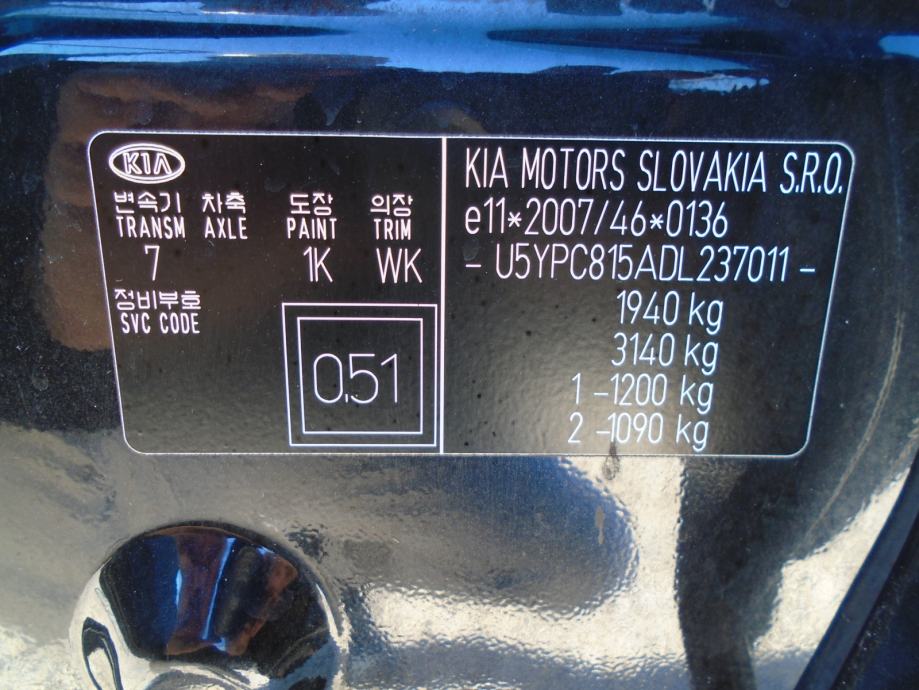 KIA
변속기 차축 도장 의장
TRANSM AXLE PAINT TRIM
7 1K WK
정비부호
SVC CODE
0.51
KIA MOTORS SLOVAKIA S.R.O.
e11*2007/46*0136
- U5YPC815ADL237011 -
1940 kg
3140 kg
1 -1200 kg
2 -1090 kg